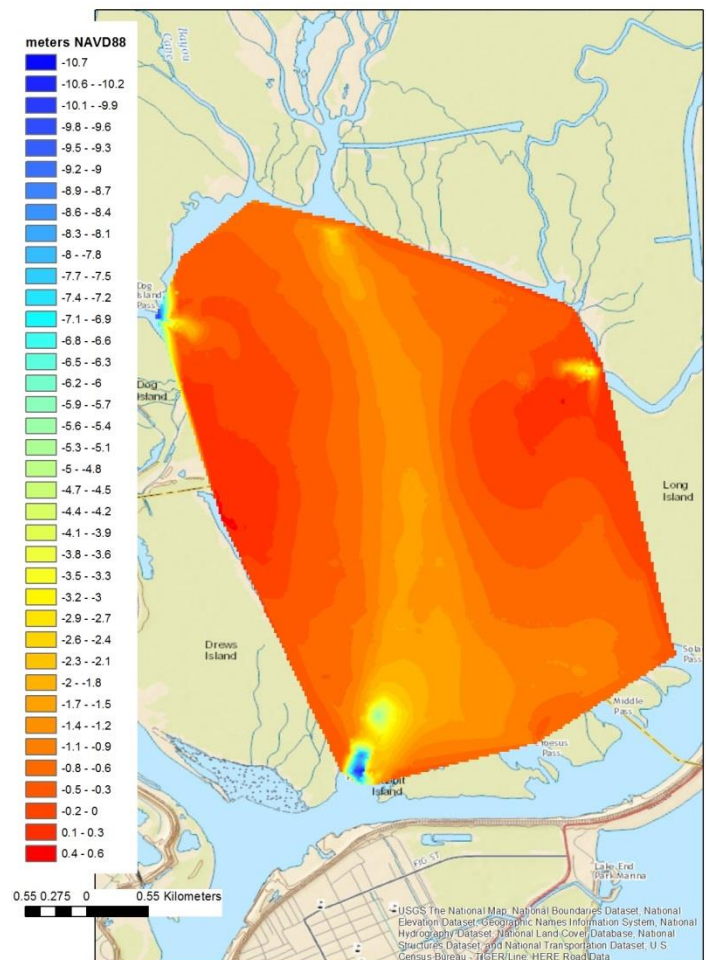 meters NAVD88
-10.7
-10.6 - -10.2
-10.1 - -9.9
-9.8 - -9.6
-9.5 - -9.3
-9.2 - -9
-8.9 - -8.7
-8.6 - -8.4
-8.3 - -8.1
-8 - -7.8
-7.7 - -7.5
-7.4 - -7.2
-7.1 - -6.9
-6.8 - -6.6
-6.5 - -6.3
-6.2 - -6
-5.9 - -5.7
-5.6 - -5.4
-5.3 - -5.1
-5 - -4.8
-4.7 - -4.5
-4.4 - -4.2
-4.1 - -3.9
-3.8 - -3.6
-3.5 - -3.3
-3.2 - -3
-2.9 - -2.7
-2.6 - -2.4
-2.3 - -2.1
-2 - -1.8
-1.7 - -1.5
-1.4 - -1.2
-1.1 - -0.9
-0.8 - -0.6
-0.5 - -0.3
-0.2 - 0
0.1 - 0.3
0.4 - 0.6
0.55 0.275 0 0.55 Kilometers
Bayou
Dog
Island
Pass
Dog
Island
Long
Island
Drews
Island
Sola
Pass
Middle
Pass
Pass
Island
Lake End
Park Marina
USGS The National Map: National Boundaries Dataset, National
Elevation Dataset, Geographic Names Information System, National
Hydrography Dataset, National Land Cover Database, National
Structures Dataset, and National Transportation Dataset; U.S.
Census Bureau - TIGER/Line; HERE Road Data